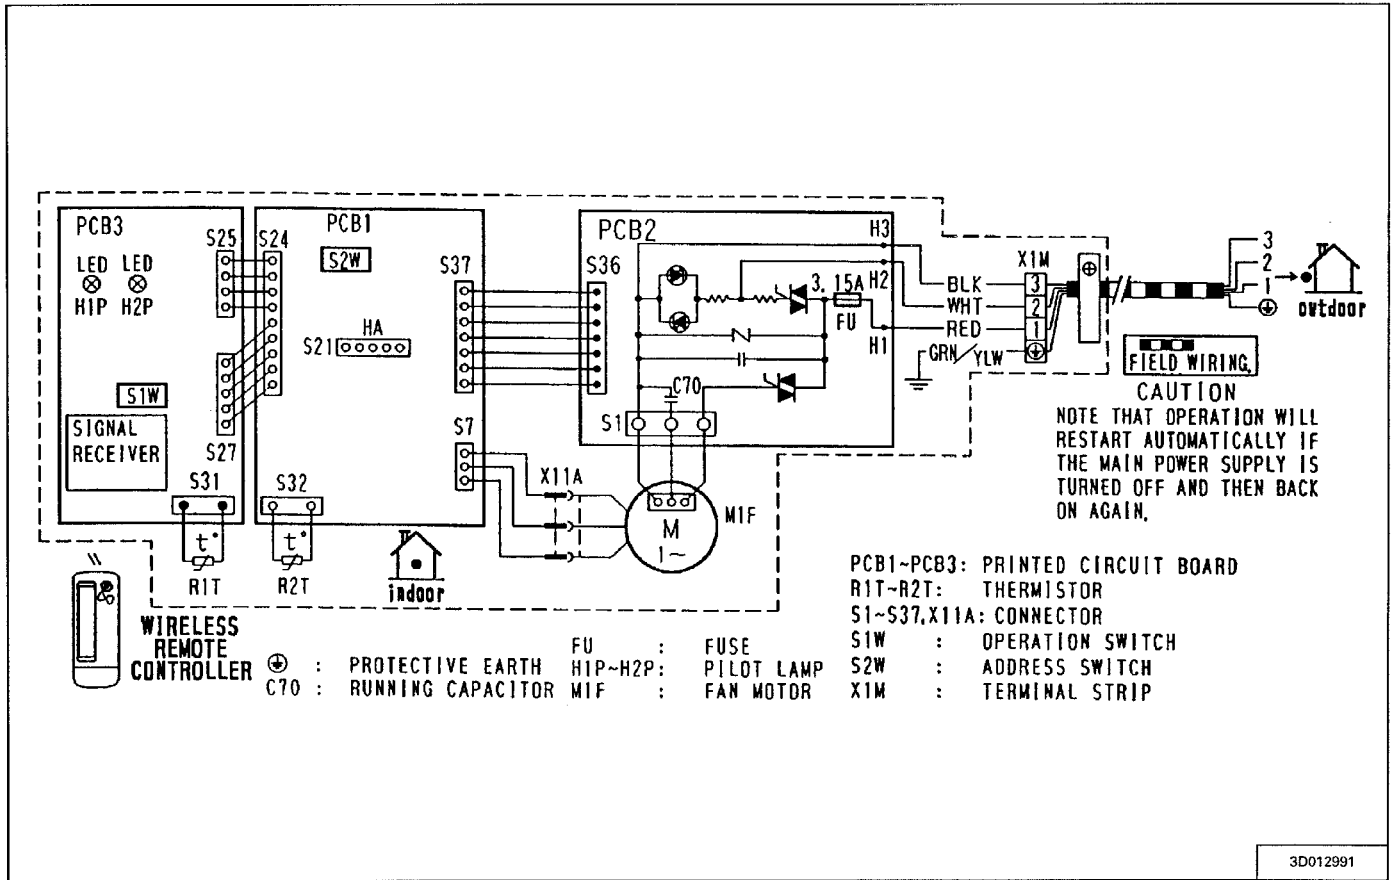 PCB3
LED LED
H1P H2P
S25
S24
PCB1
S2W
S37
HA
S21
S1W
SIGNAL
RECEIVER
S27
S7
S31
S32
t°
R1T
t°
R2T
indoor
X11A
PCB2
S36
3. 15A
FU
C70
S1
H3
H2
H1
M
1~
M1F
BLK
WHT
RED
GRN YLW
X1M
3
2
1
3
2
1
outdoor
FIELD WIRING.
CAUTION
NOTE THAT OPERATION WILL
RESTART AUTOMATICALLY IF
THE MAIN POWER SUPPLY IS
TURNED OFF AND THEN BACK
ON AGAIN.
WIRELESS
REMOTE
CONTROLLER
: PROTECTIVE EARTH
C70 : RUNNING CAPACITOR
FU : FUSE
H1P~H2P: PILOT LAMP
M1F : FAN MOTOR
PCB1~PCB3: PRINTED CIRCUIT BOARD
R1T~R2T: THERMISTOR
S1~S37,X11A: CONNECTOR
S1W : OPERATION SWITCH
S2W : ADDRESS SWITCH
X1M : TERMINAL STRIP
3D012991